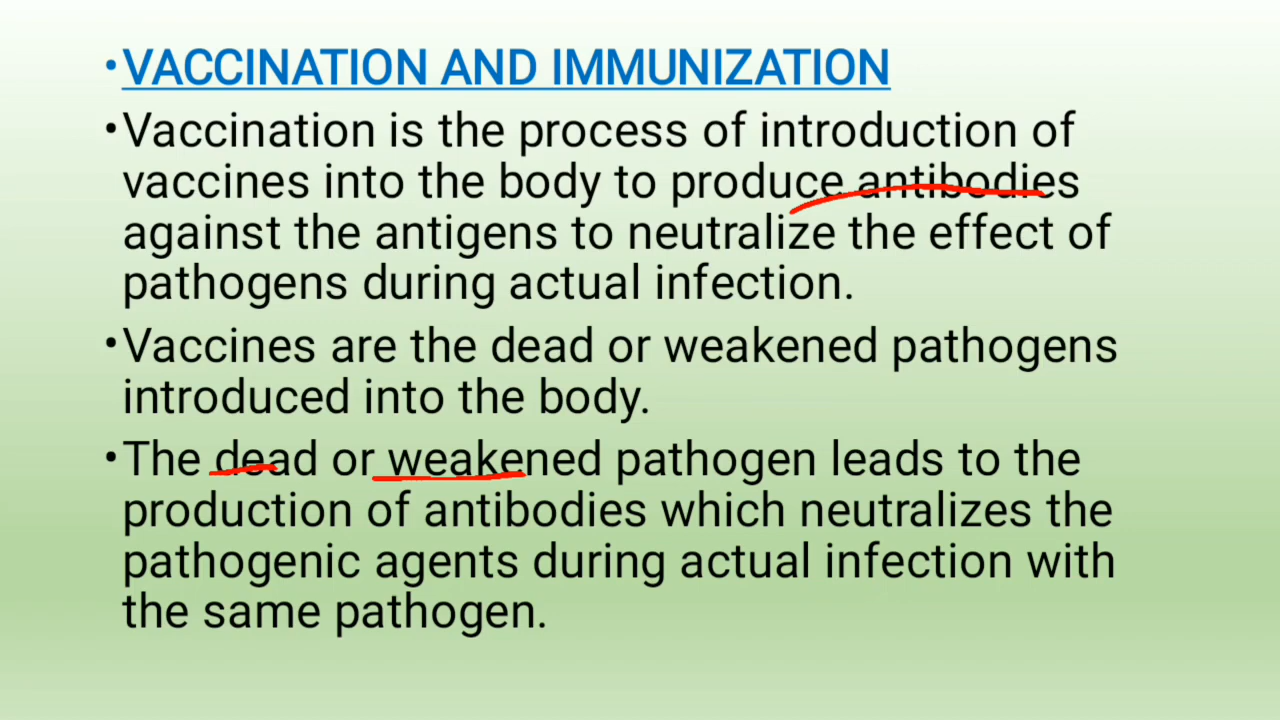 •VACCINATION AND IMMUNIZATION
•Vaccination is the process of introduction of
vaccines into the body to produce antibodies
against the antigens to neutralize the effect of
pathogens during actual infection.
•Vaccines are the dead or weakened pathogens
introduced into the body.
•The dead or weakened pathogen leads to the
production of antibodies which neutralizes the
pathogenic agents during actual infection with
the same pathogen.